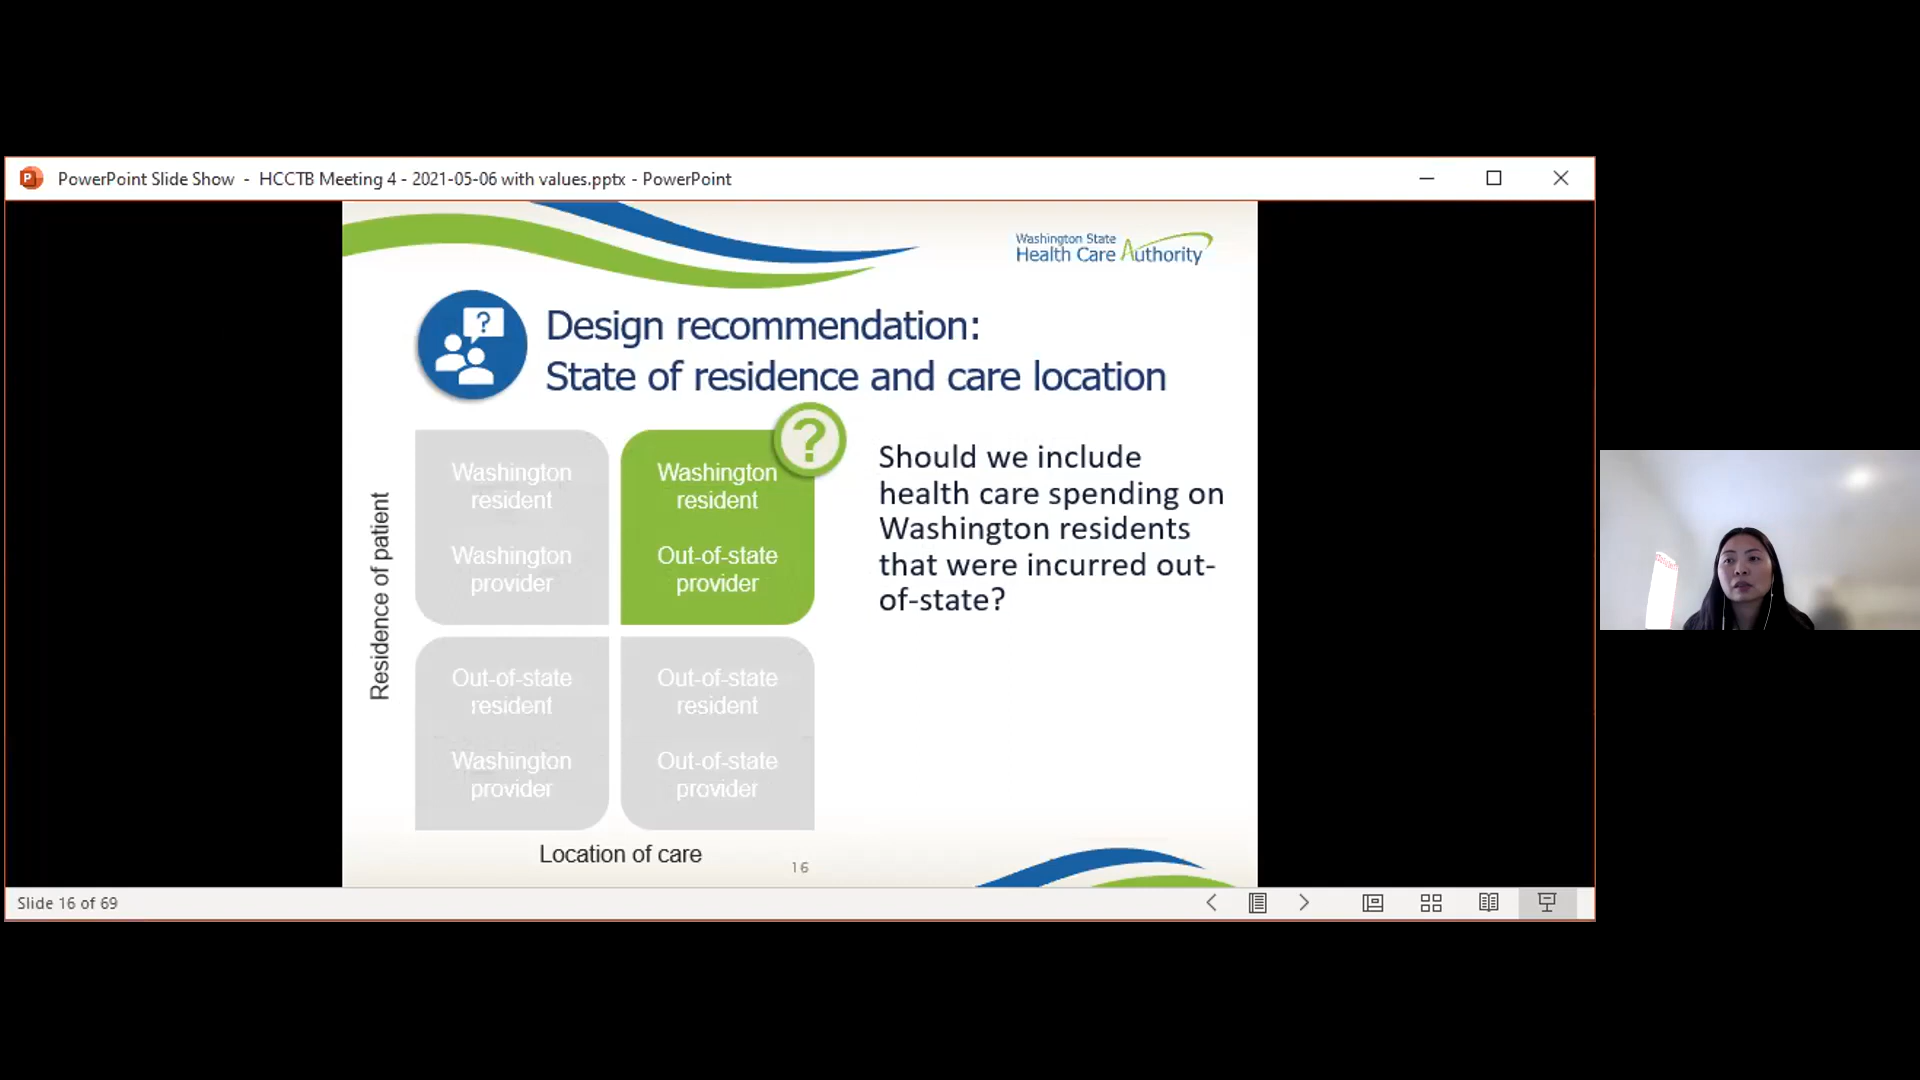 PowerPoint Slide Show - HCCTB Meeting 4 - 2021-05-06 with values.pptx - PowerPoint
Washington State
Health Care Authority
Design recommendation:
State of residence and care location
Residence of patient
Washington
resident
Washington
provider
Washington
resident
Out-of-state
provider
?
Out-of-state
resident
Washington
provider
Out-of-state
resident
Out-of-state
provider
Location of care
Should we include
health care spending on
Washington residents
that were incurred out-
of-state?
16
Slide 16 of 69